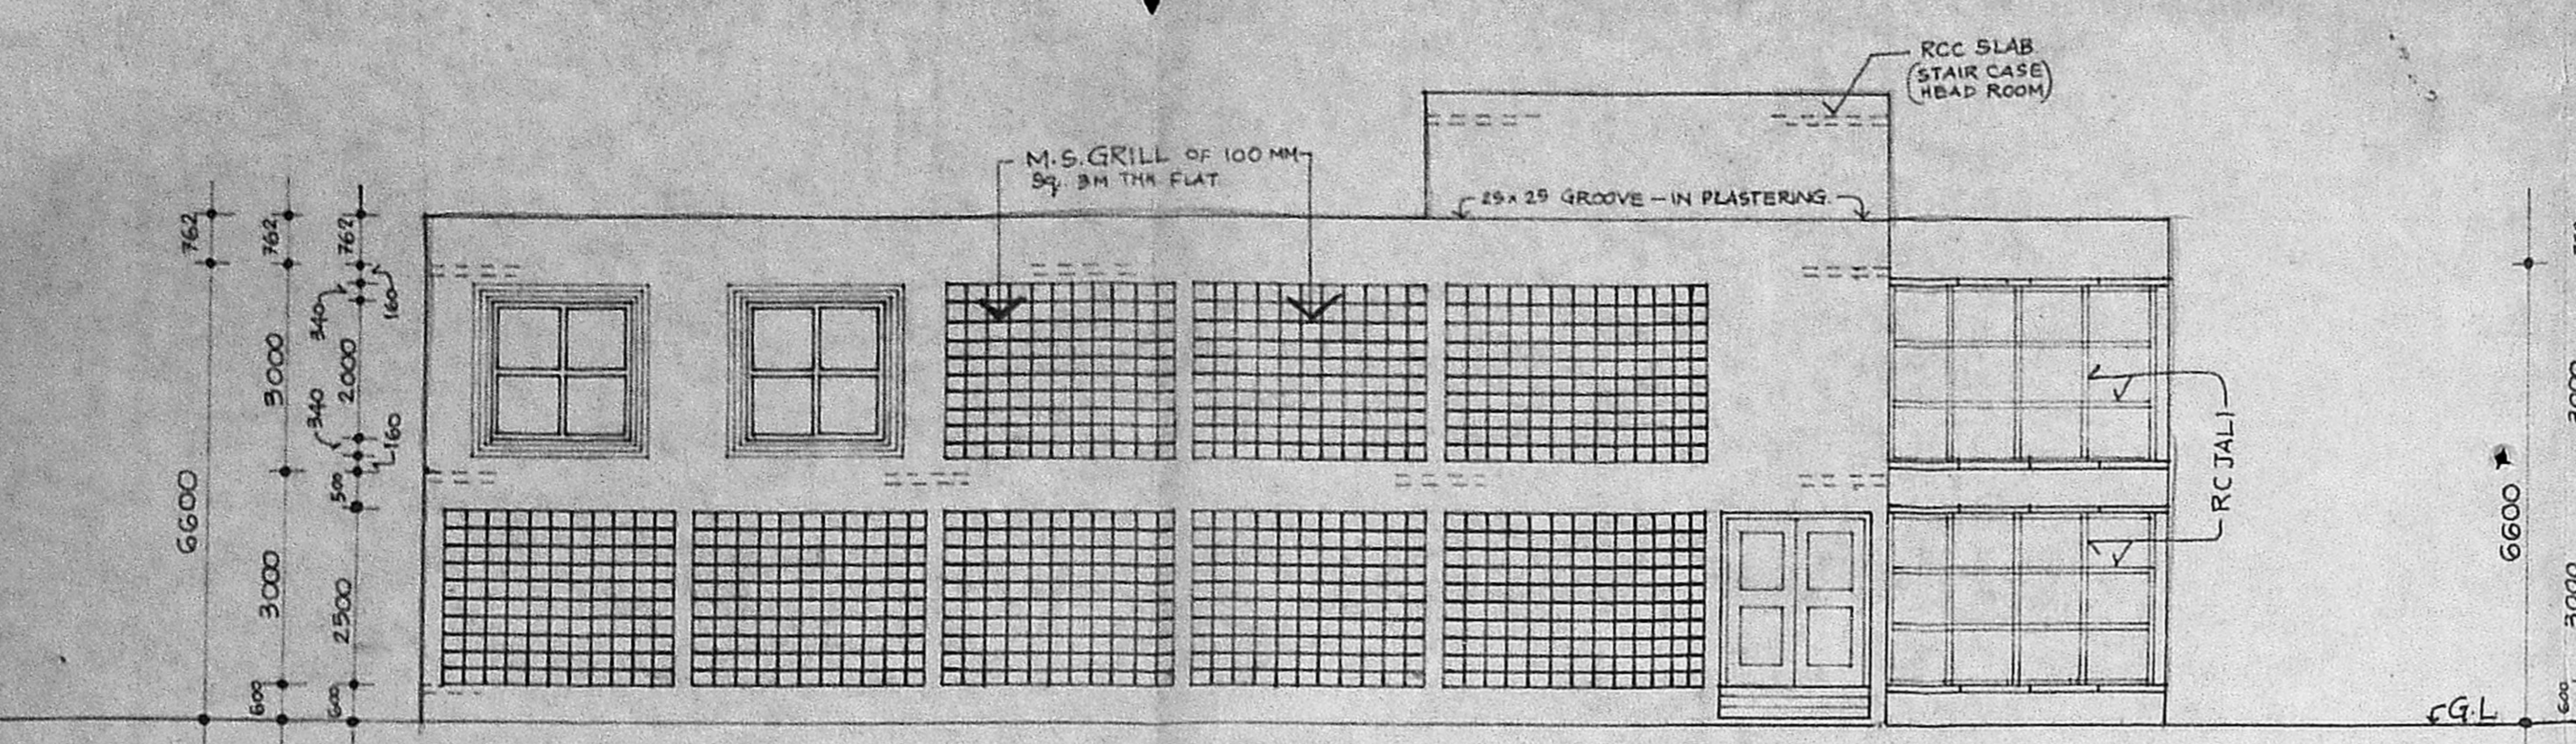 RCC SLAB
(STAIR CASE
HEAD ROOM)
M.S. GRILL OF 100 MM
Sq. 3M THK FLAT
25 x 25 GROOVE - IN PLASTERING.
762
762
762
160
340
3000
2000
340
160
6600
500
3000
2500
600
600
RC JALI
6600
3000
600
G.L